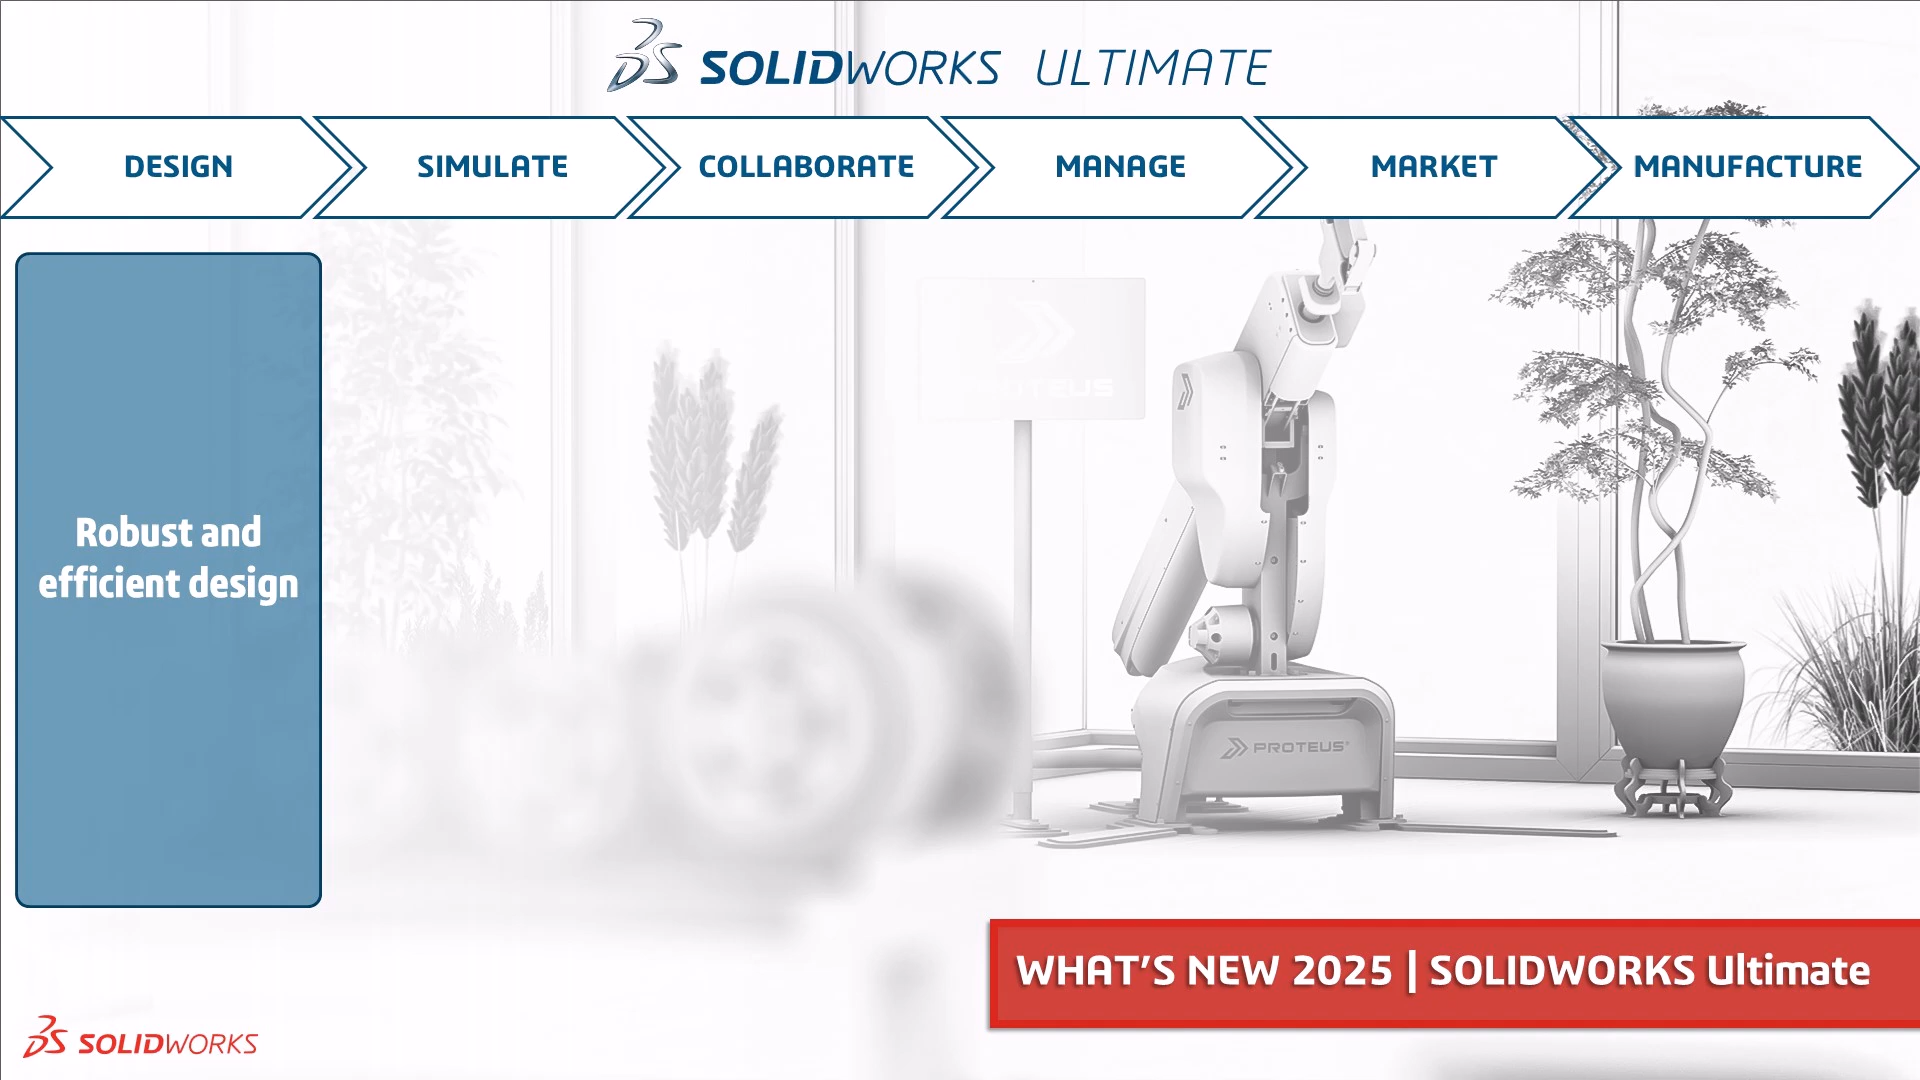 SOLIDWORKS ULTIMATE
DESIGN
SIMULATE
COLLABORATE
MANAGE
MARKET
MANUFACTURE
PROTEUS
Robust and
efficient design
PROTEUS
WHAT'S NEW 2025 | SOLIDWORKS Ultimate
SOLIDWORKS